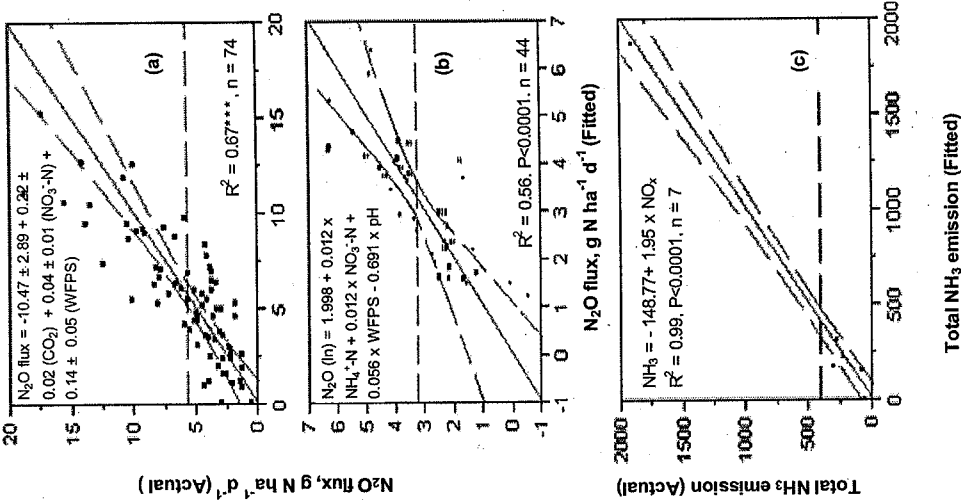 N2O flux, g N ha⁻¹ d⁻¹ (Actual)
20
15
10
5
0
N2O flux = -10.47 ± 2.89 + 0.22 ±
0.02 (CO2) + 0.04 ± 0.01 (NO3⁻-N) +
0.14 ± 0.05 (WFPS)
(a)
R² = 0.67***, n = 74
0 5 10 15 20
7
6
5
4
3
2
1
0
-1
N2O (ln) = 1.998 + 0.012 x
NH4⁺-N + 0.012 x NO3⁻-N +
0.056 x WFPS - 0.691 x pH
(b)
R² = 0.56. P<0.0001. n = 44
-1 0 1 2 3 4 5 6 7
N2O flux, g N ha⁻¹ d⁻¹ (Fitted)
Total NH3 emission (Actual)
2000
1500
1000
500
0
NH3 = - 148.77+ 1.95 x NOx
R² = 0.99, P<0.0001, n = 7
(c)
0 500 1000 1500 2000
Total NH3 emission (Fitted)